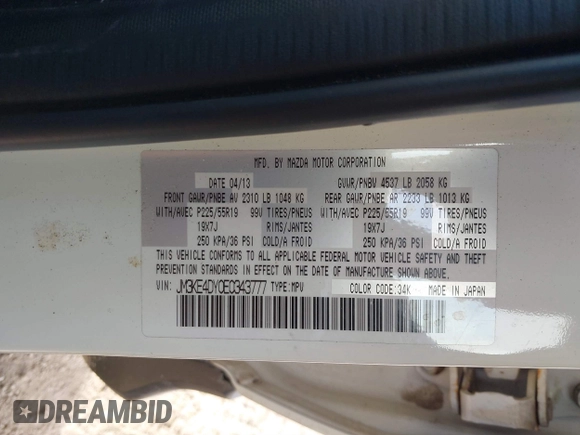 MFD. BY MAZDA MOTOR CORPORATION
DATE 04/13 GVWR/PNBV 4537 LB 2058 KG
FRONT GAWR/PNBE AV 2310 LB 1048 KG REAR GAWR/PNBE AR 2233 LB 1013 KG
WITH/AVEC P225/55R19 99V TIRES/PNEUS WITH/AVEC P225/55R19 99V TIRES/PNEUS
19X7J RIMS/JANTES 19X7J RIMS/JANTES
250 KPA/36 PSI COLD/A FROID 250 KPA/36 PSI COLD/A FROID
THIS VEHICLE CONFORMS TO ALL APPLICABLE FEDERAL MOTOR VEHICLE SAFETY AND THEFT
PREVENTION STANDARDS IN EFFECT ON THE DATE OF MANUFACTURE SHOWN ABOVE.
VIN: JM3KE4DY0E0343777 TYPE: MPV COLOR CODE: 34K MADE IN JAPAN
DREAMBID